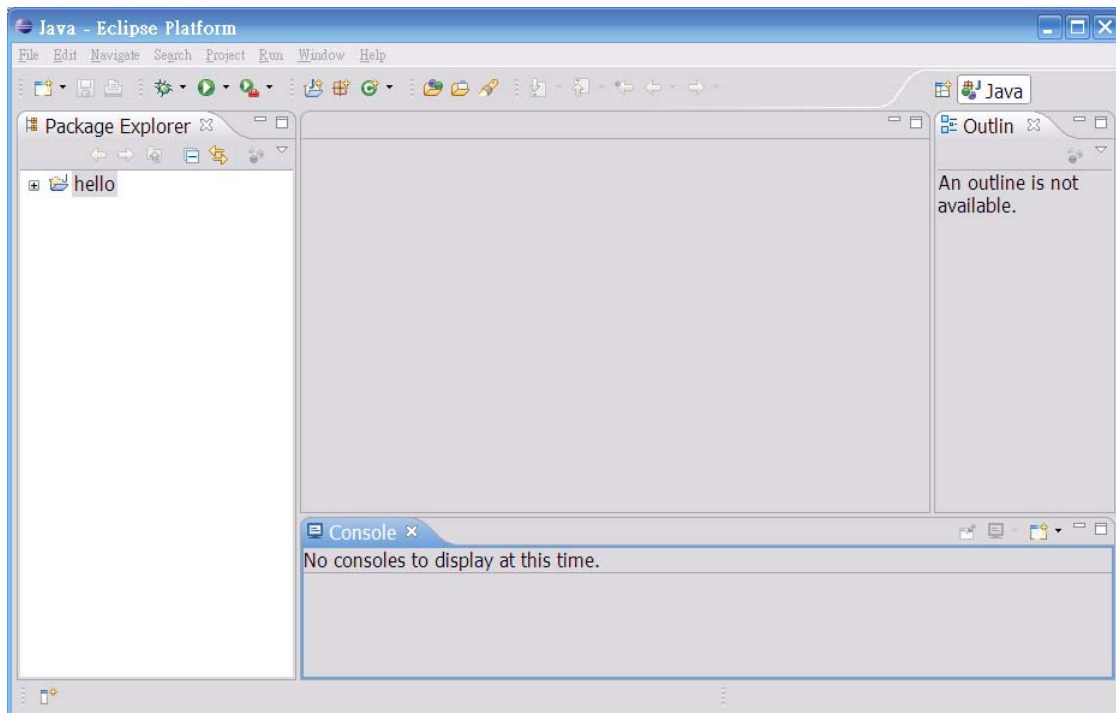 Java - Eclipse Platform
File Edit Navigate Search Project Run Window Help
Java
Package Explorer
Outlin
hello
An outline is not
available.
Console
No consoles to display at this time.